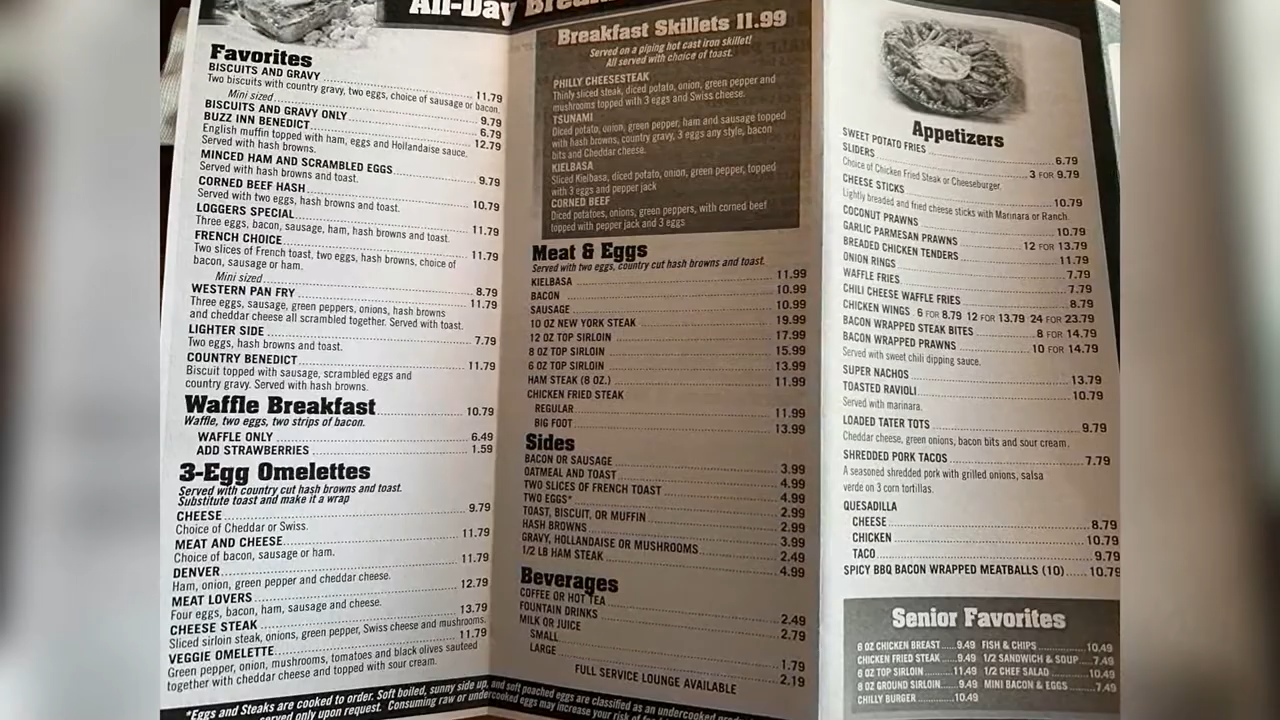 All-Day
Favorites
BISCUITS AND GRAVY 11.79
Two biscuits with country gravy, two eggs, choice of sausage or bacon.
Mini sized 9.79
BISCUITS AND GRAVY ONLY 6.79
BUZZ INN BENEDICT 12.79
English muffin topped with ham, eggs and Hollandaise sauce.
Served with hash browns.
MINCED HAM AND SCRAMBLED EGGS 9.79
Served with hash browns and toast.
CORNED BEEF HASH 10.79
Served with two eggs, hash browns and toast.
LOGGERS SPECIAL 11.79
Three eggs, bacon, sausage, ham, hash browns and toast.
FRENCH CHOICE 11.79
Two slices of French toast, two eggs, hash browns, choice of
bacon, sausage or ham.
Mini sized 8.79
WESTERN PAN FRY 11.79
Three eggs, sausage, green peppers, onions, hash browns
and cheddar cheese all scrambled together. Served with toast.
LIGHTER SIDE 7.79
Two eggs, hash browns and toast.
COUNTRY BENEDICT 11.79
Biscuit topped with sausage, scrambled eggs and
country gravy. Served with hash browns.
Waffle Breakfast 10.79
Waffle, two eggs, two strips of bacon.
WAFFLE ONLY 6.49
ADD STRAWBERRIES 1.59
3-Egg Omelettes
Served with country cut hash browns and toast.
Substitute toast and make it a wrap
CHEESE 9.79
Choice of Cheddar or Swiss.
MEAT AND CHEESE 11.79
Choice of bacon, sausage or ham.
DENVER 11.79
Ham, onion, green pepper and cheddar cheese.
MEAT LOVERS 12.79
Four eggs, bacon, ham, sausage and cheese.
CHEESE STEAK 13.79
Sliced sirloin steak, onions, green pepper, Swiss cheese and mushrooms.
VEGGIE OMELETTE 11.79
Green pepper, onion, mushrooms, tomatoes and black olives sauteed
together with cheddar cheese and topped with sour cream.
Breakfast Skillets 11.99
Served on a piping hot cast iron skillet!
All served with choice of toast.
PHILLY CHEESESTEAK
Thinly sliced steak, diced potato, onion, green pepper and
mushrooms topped with 3 eggs and Swiss cheese.
TSUNAMI
Diced potato, onion, green pepper, ham and sausage topped
with hash browns, country gravy, 3 eggs any style, bacon
bits and Cheddar cheese.
KIELBASA
Sliced Kielbasa, diced potato, onion, green pepper, topped
with 3 eggs and pepper jack
CORNED BEEF
Diced potatoes, onions, green peppers, with corned beef
topped with pepper jack and 3 eggs
Meat & Eggs
Served with two eggs, country cut hash browns and toast.
KIELBASA 11.99
BACON 10.99
SAUSAGE 10.99
10 OZ NEW YORK STEAK 19.99
12 OZ TOP SIRLOIN 17.99
8 OZ TOP SIRLOIN 15.99
6 OZ TOP SIRLOIN 13.99
HAM STEAK (8 OZ.) 11.99
CHICKEN FRIED STEAK
REGULAR 11.99
BIG FOOT 13.99
Sides
BACON OR SAUSAGE 3.99
OATMEAL AND TOAST 4.99
TWO SLICES OF FRENCH TOAST 4.99
TWO EGGS* 2.99
TOAST, BISCUIT, OR MUFFIN 2.99
HASH BROWNS 3.99
GRAVY, HOLLANDAISE OR MUSHROOMS 2.49
1/2 LB HAM STEAK 4.99
Beverages
COFFEE OR HOT TEA 2.49
FOUNTAIN DRINKS 2.79
MILK OR JUICE
SMALL 1.79
LARGE 2.19
FULL SERVICE LOUNGE AVAILABLE
*Eggs and Steaks are cooked to order. Soft boiled, sunny side up, and soft poached eggs are classified as an undercooked
served only upon request. Consuming raw or undercooked eggs may increase your risk of
Appetizers
SWEET POTATO FRIES 6.79
SLIDERS 3 FOR 9.79
Choice of Chicken Fried Steak or Cheeseburger.
CHEESE STICKS 10.79
Lightly breaded and fried cheese sticks with Marinara or Ranch.
COCONUT PRAWNS 10.79
GARLIC PARMESAN PRAWNS 12 FOR 13.79
BREADED CHICKEN TENDERS 11.79
ONION RINGS 7.79
WAFFLE FRIES 7.79
CHILI CHEESE WAFFLE FRIES 8.79
CHICKEN WINGS 6 FOR 8.79 12 FOR 13.79 24 FOR 23.79
BACON WRAPPED STEAK BITES 8 FOR 14.79
BACON WRAPPED PRAWNS 10 FOR 14.79
Served with sweet chili dipping sauce.
SUPER NACHOS 13.79
TOASTED RAVIOLI 10.79
Served with marinara.
LOADED TATER TOTS 9.79
Cheddar cheese, green onions, bacon bits and sour cream.
SHREDDED PORK TACOS 7.79
A seasoned shredded pork with grilled onions, salsa
verde on 3 corn tortillas.
QUESADILLA
CHEESE 8.79
CHICKEN 10.79
TACO 9.79
SPICY BBQ BACON WRAPPED MEATBALLS (10) 10.79
Senior Favorites
6 OZ CHICKEN BREAST 9.49 FISH & CHIPS 10.49
CHICKEN FRIED STEAK 9.49 1/2 SANDWICH & SOUP 7.49
6 OZ TOP SIRLOIN 11.49 1/2 CHEF SALAD 10.49
8 OZ GROUND SIRLOIN 9.49 MINI BACON & EGGS 7.49
CHILLY BURGER 10.49